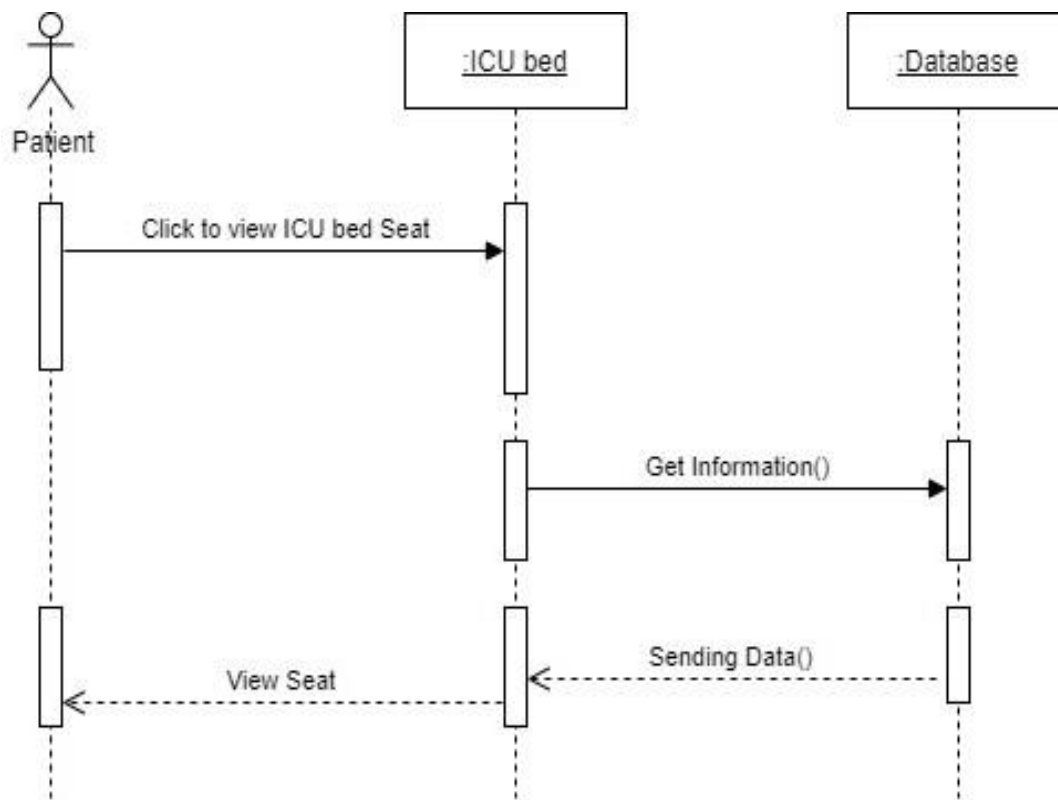 :ICU bed
:Database
Patient
Click to view ICU bed Seat
Get Information()
Sending Data()
View Seat